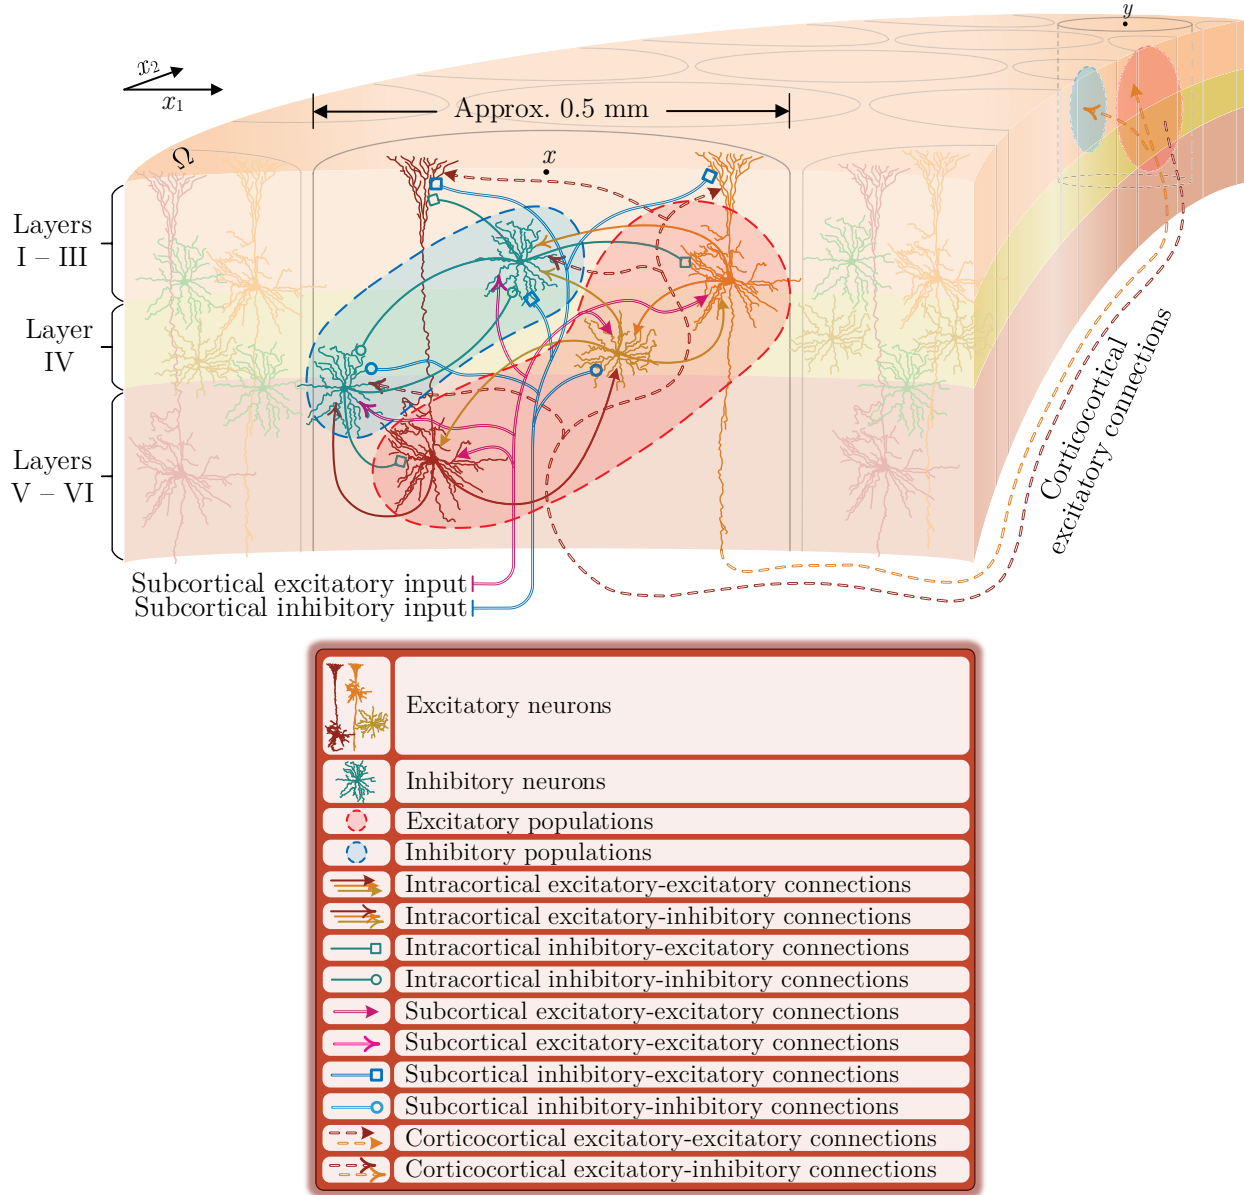 y
x₂
x₁
Approx. 0.5 mm
Ω
x
Layers
I – III
Layer
IV
Layers
V – VI
Corticocortical
excitatory connections
Subcortical excitatory input
Subcortical inhibitory input
Excitatory neurons
Inhibitory neurons
Excitatory populations
Inhibitory populations
Intracortical excitatory-excitatory connections
Intracortical excitatory-inhibitory connections
Intracortical inhibitory-excitatory connections
Intracortical inhibitory-inhibitory connections
Subcortical excitatory-excitatory connections
Subcortical excitatory-excitatory connections
Subcortical inhibitory-excitatory connections
Subcortical inhibitory-inhibitory connections
Corticocortical excitatory-excitatory connections
Corticocortical excitatory-inhibitory connections